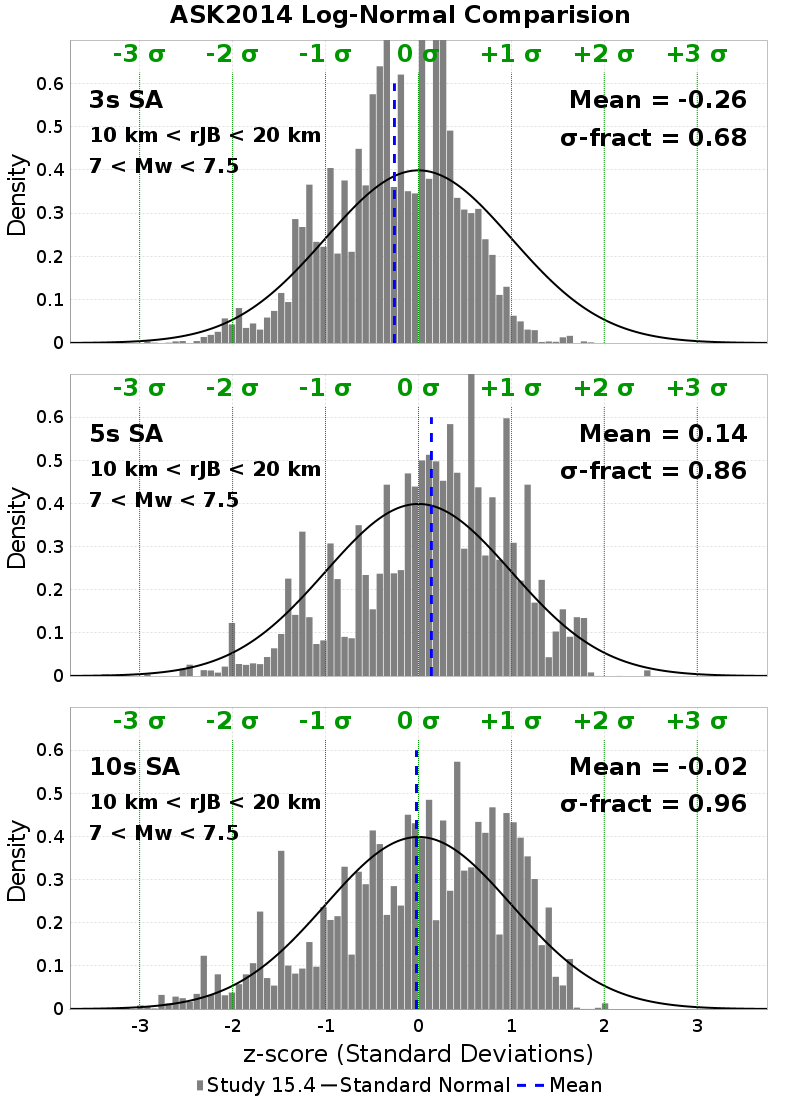 ASK2014 Log-Normal Comparision
-3 σ -2 σ -1 σ 0 σ +1 σ +2 σ +3 σ
3s SA
10 km < rJB < 20 km
7 < Mw < 7.5
Mean = -0.26
σ-fract = 0.68
Density
0.6
0.5
0.4
0.3
0.2
0.1
0
-3 σ -2 σ -1 σ 0 σ +1 σ +2 σ +3 σ
5s SA
10 km < rJB < 20 km
7 < Mw < 7.5
Mean = 0.14
σ-fract = 0.86
Density
0.6
0.5
0.4
0.3
0.2
0.1
0
-3 σ -2 σ -1 σ 0 σ +1 σ +2 σ +3 σ
10s SA
10 km < rJB < 20 km
7 < Mw < 7.5
Mean = -0.02
σ-fract = 0.96
Density
0.6
0.5
0.4
0.3
0.2
0.1
0
-3 -2 -1 0 1 2 3
z-score (Standard Deviations)
Study 15.4 Standard Normal Mean